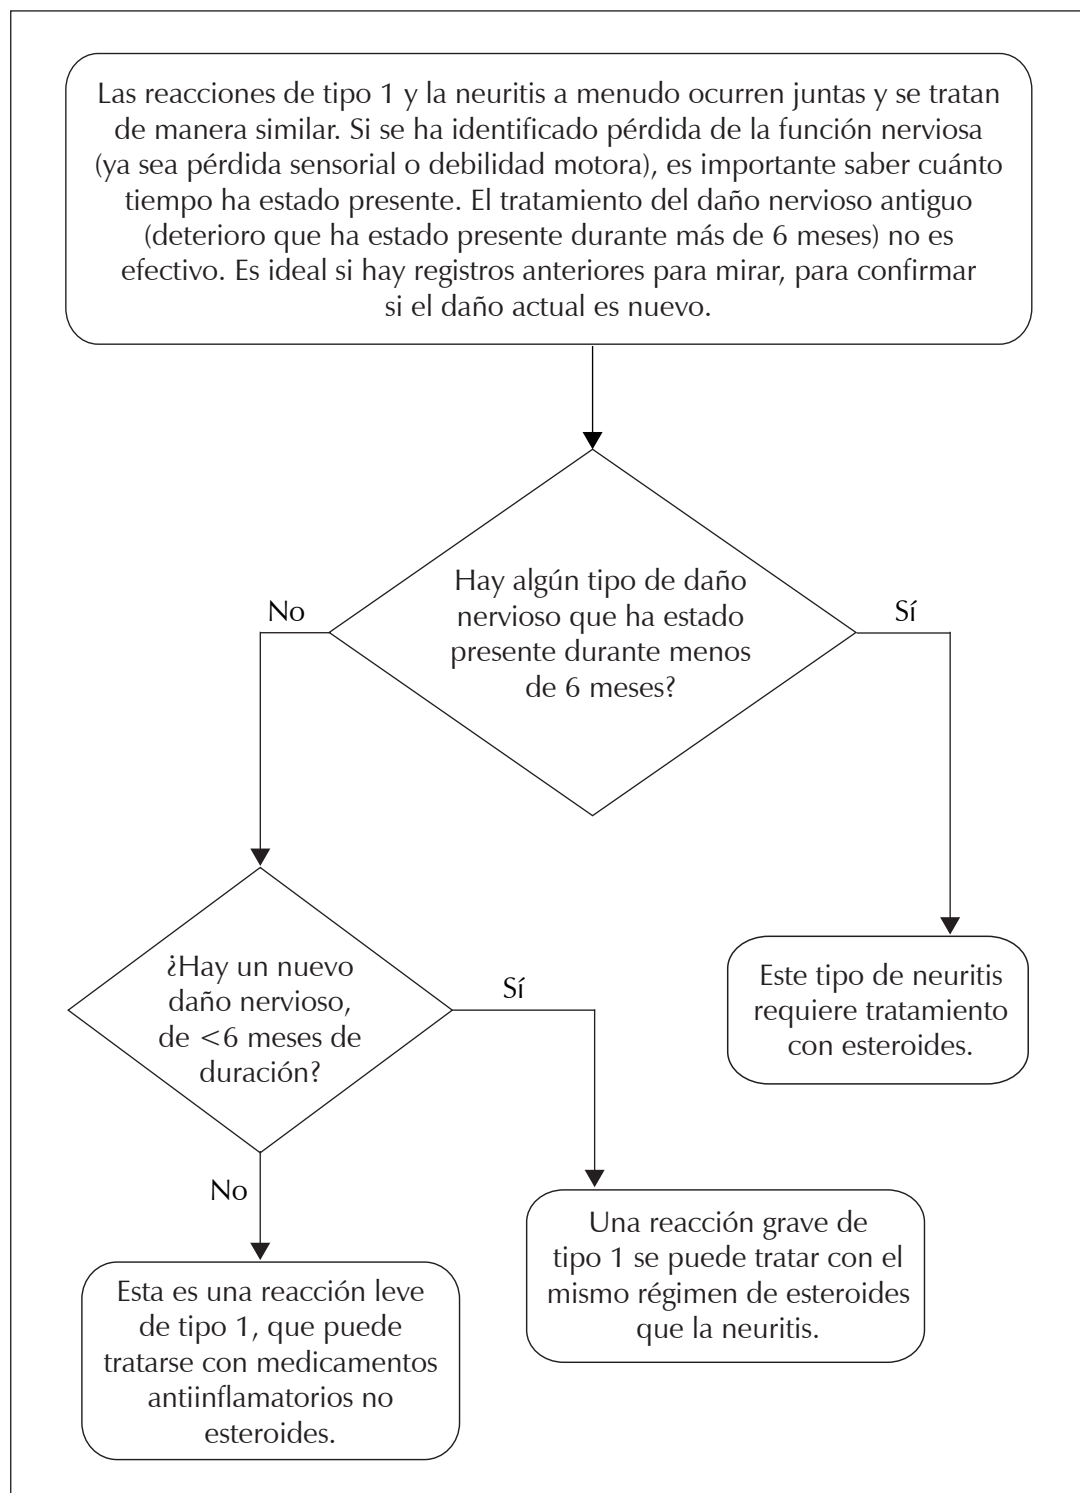 Las reacciones de tipo 1 y la neuritis a menudo ocurren juntas y se tratan
de manera similar. Si se ha identificado pérdida de la función nerviosa
(ya sea pérdida sensorial o debilidad motora), es importante saber cuánto
tiempo ha estado presente. El tratamiento del daño nervioso antiguo
(deterioro que ha estado presente durante más de 6 meses) no es
efectivo. Es ideal si hay registros anteriores para mirar, para confirmar
si el daño actual es nuevo.
Hay algún tipo de daño
nervioso que ha estado
presente durante menos
de 6 meses?
No
Sí
¿Hay un nuevo
daño nervioso,
de <6 meses de
duración?
Sí
No
Este tipo de neuritis
requiere tratamiento
con esteroides.
Una reacción grave de
tipo 1 se puede tratar con el
mismo régimen de esteroides
que la neuritis.
Esta es una reacción leve
de tipo 1, que puede
tratarse con medicamentos
antiinflamatorios no
esteroides.